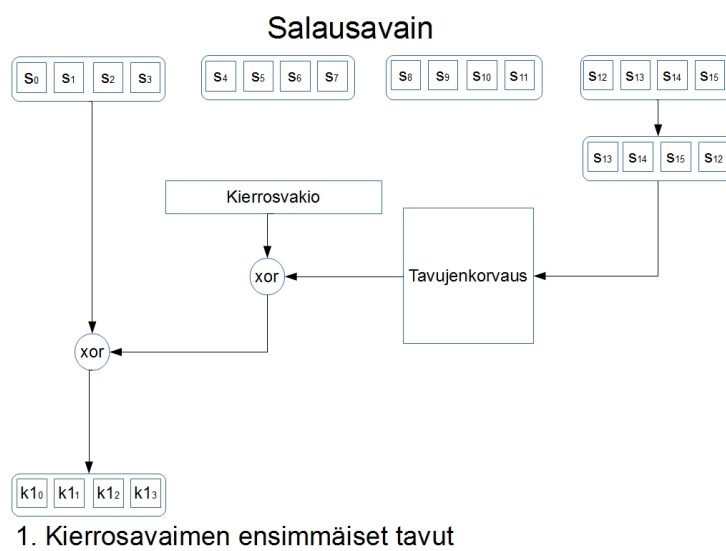 Salausavain
S₀ S₁ S₂ S₃ S₄ S₅ S₆ S₇ S₈ S₉ S₁₀ S₁₁ S₁₂ S₁₃ S₁₄ S₁₅
S₁₃ S₁₄ S₁₅ S₁₂
Kierrosvakio
xor
Tavujenkorvaus
xor
k1₀ k1₁ k1₂ k1₃
1. Kierrosavaimen ensimmäiset tavut